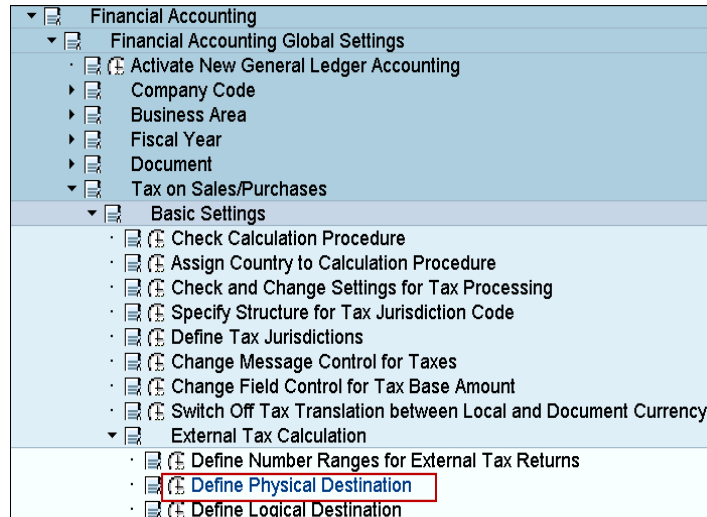 Financial Accounting
Financial Accounting Global Settings
Activate New General Ledger Accounting
Company Code
Business Area
Fiscal Year
Document
Tax on Sales/Purchases
Basic Settings
Check Calculation Procedure
Assign Country to Calculation Procedure
Check and Change Settings for Tax Processing
Specify Structure for Tax Jurisdiction Code
Define Tax Jurisdictions
Change Message Control for Taxes
Change Field Control for Tax Base Amount
Switch Off Tax Translation between Local and Document Currency
External Tax Calculation
Define Number Ranges for External Tax Returns
Define Physical Destination
Define Logical Destination